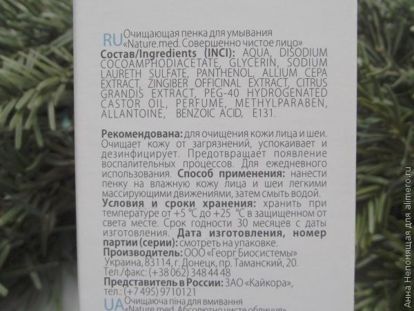 RU Очищающая пенка для умывания
«Nature.med. Совершенно чистое лицо»
Состав/Ingredients (INCI): AQUA, DISODIUM
COCOAMPHODIACETATE, GLYCERIN, SODIUM
LAURETH SULFATE, PANTHENOL, ALLIUM CEPA
EXTRACT, ZINGIBER OFFICINAL EXTRACT, CITRUS
GRANDIS EXTRACT, PEG-40 HYDROGENATED
CASTOR OIL, PERFUME, METHYLPARABEN,
ALLANTOINE, BENZOIC ACID, E131.
Рекомендована: для очищения кожи лица и шеи.
Очищает кожу от загрязнений, успокаивает и
дезинфицирует. Предотвращает появление
воспалительных процессов. Для ежедневного
использования. Способ применения: нанести
пенку на влажную кожу лица и шеи легкими
массирующими движениями, затем смыть водой.
Условия и сроки хранения: хранить при
температуре от +5 °C до +25 °C в защищенном от
света месте. Срок годности 30 месяцев с даты
изготовления. Дата изготовления, номер
партии (серии): смотреть на упаковке.
Производитель: ООО «Георг Биосистемы»
Украина, 83114, г. Донецк, пр. Таманский, 20.
Тел./факс: (+38 062) 348 44 48
Представитель в России: ЗАО «Кайкора»,
тел.: (+7 495) 9710121
UA Очищаюча піна для вмивання
«Nature.med. Абсолютно чисте обличчя»
Анна Непомнящая для almero.ru